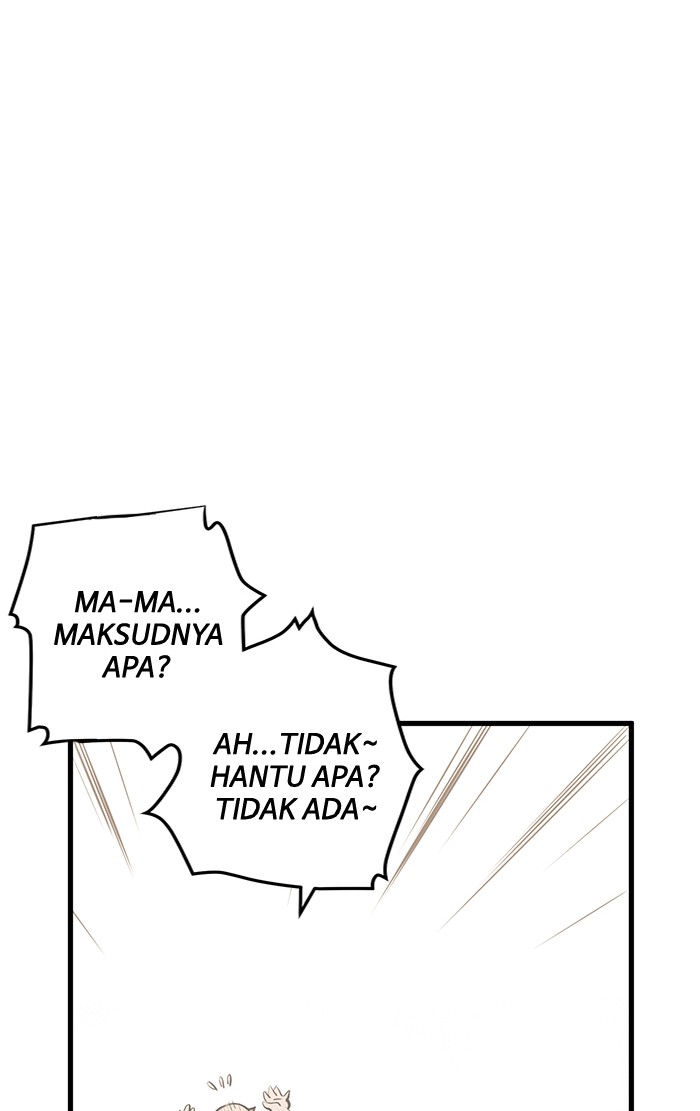 MA-MA...
MAKSUDNYA
APA?
AH...TIDAK~
HANTU APA?
TIDAK ADA~